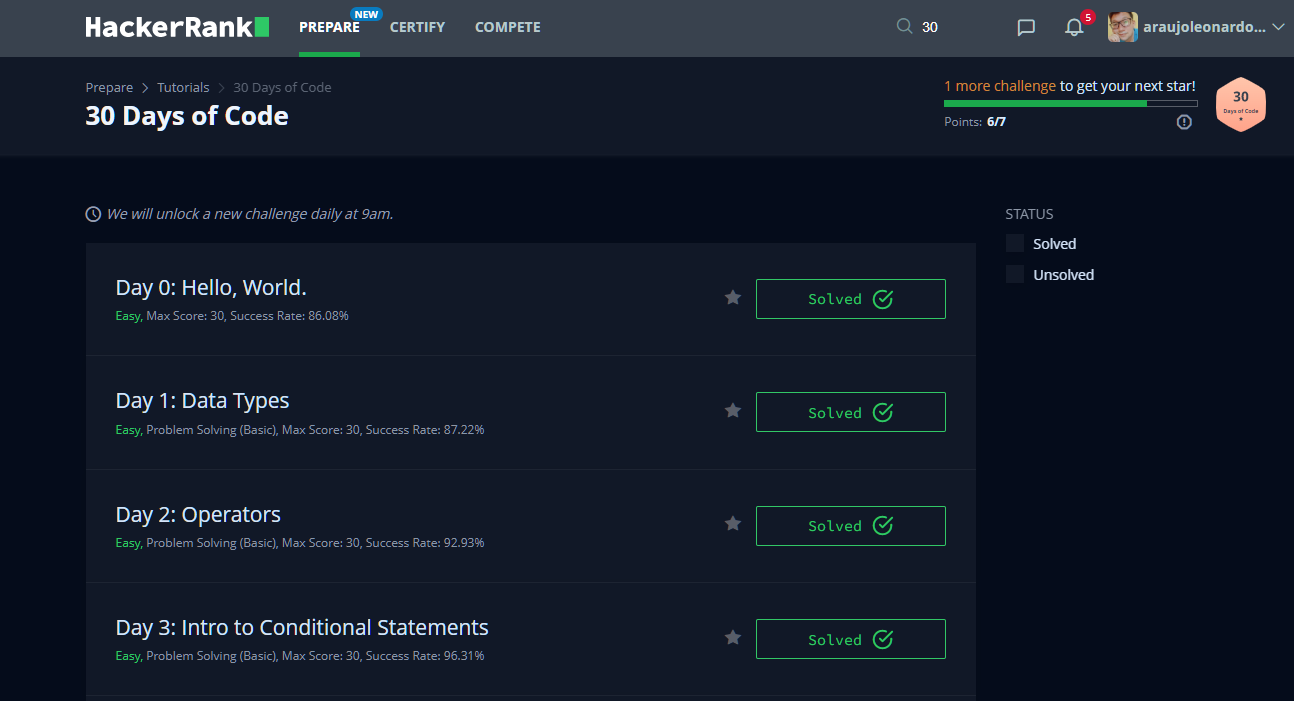 HackerRank PREPARE NEW CERTIFY COMPETE 30 5 araujoleonardo...
Prepare Tutorials 30 Days of Code
30 Days of Code
1 more challenge to get your next star!
Points: 6/7
30
Days of Code
We will unlock a new challenge daily at 9am.
STATUS
Solved
Unsolved
Day 0: Hello, World.
Easy, Max Score: 30, Success Rate: 86.08%
Solved
Day 1: Data Types
Easy, Problem Solving (Basic), Max Score: 30, Success Rate: 87.22%
Solved
Day 2: Operators
Easy, Problem Solving (Basic), Max Score: 30, Success Rate: 92.93%
Solved
Day 3: Intro to Conditional Statements
Easy, Problem Solving (Basic), Max Score: 30, Success Rate: 96.31%
Solved